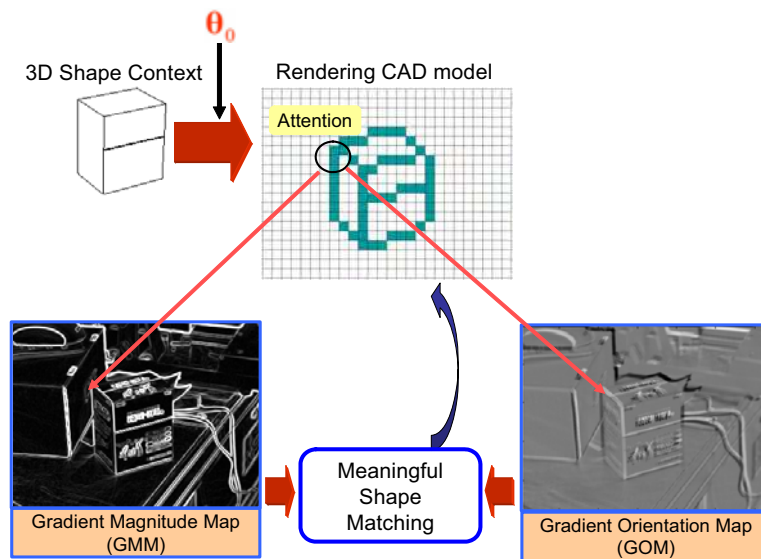 θ₀
3D Shape Context
Rendering CAD model
Attention
Meaningful
Shape
Matching
Gradient Magnitude Map
(GMM)
Gradient Orientation Map
(GOM)